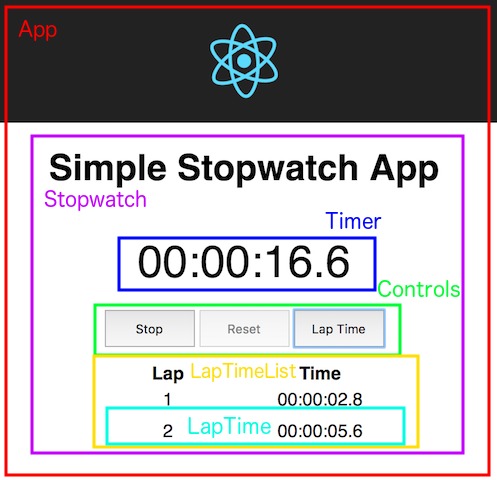 App
Simple Stopwatch App
Stopwatch
Timer
00:00:16.6
Controls
Stop Reset Lap Time
Lap LapTimeList Time
1 00:00:02.8
2 LapTime 00:00:05.6